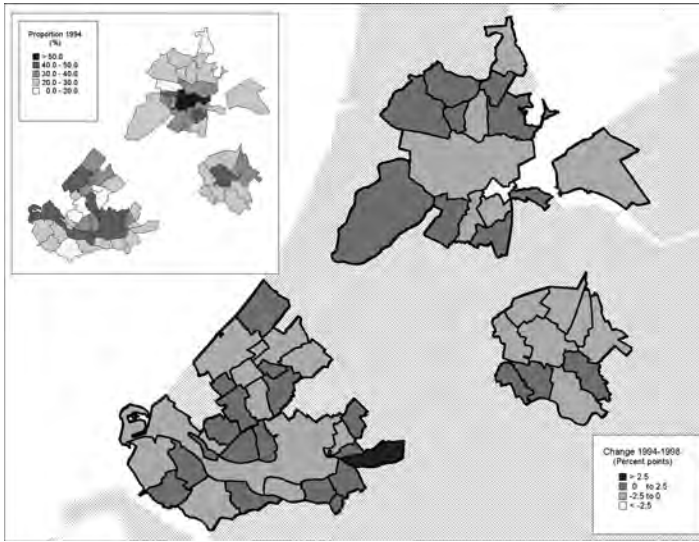 Proportion 1994
(%)
> 50.0
40.0 - 50.0
30.0 - 40.0
20.0 - 30.0
0.0 - 20.0
Change 1994-1998
(Percent points)
> 2.5
0 to 2.5
-2.5 to 0
< -2.5